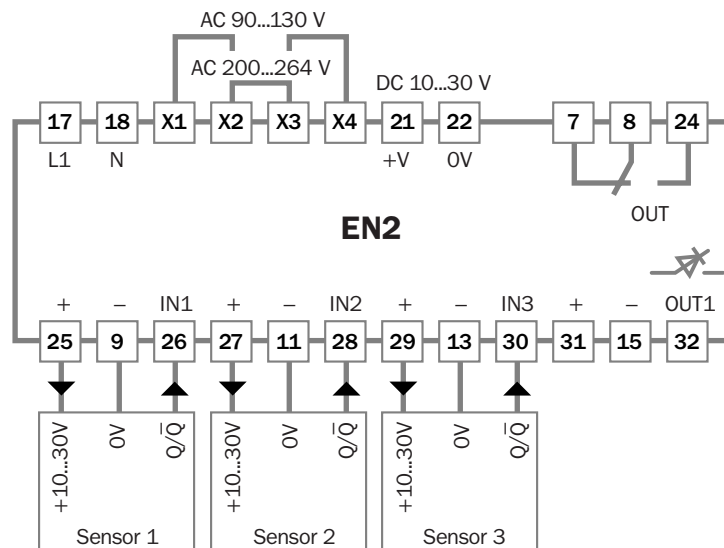 AC 90...130 V
AC 200...264 V
DC 10...30 V
17 18 X1 X2 X3 X4 21 22 7 8 24
L1 N +V 0V
OUT
EN2
+ – IN1 + – IN2 + – IN3 + – OUT1
25 9 26 27 11 28 29 13 30 31 15 32
+10...30V 0V Q/Q̅ +10...30V 0V Q/Q̅ +10...30V 0V Q/Q̅
Sensor 1 Sensor 2 Sensor 3